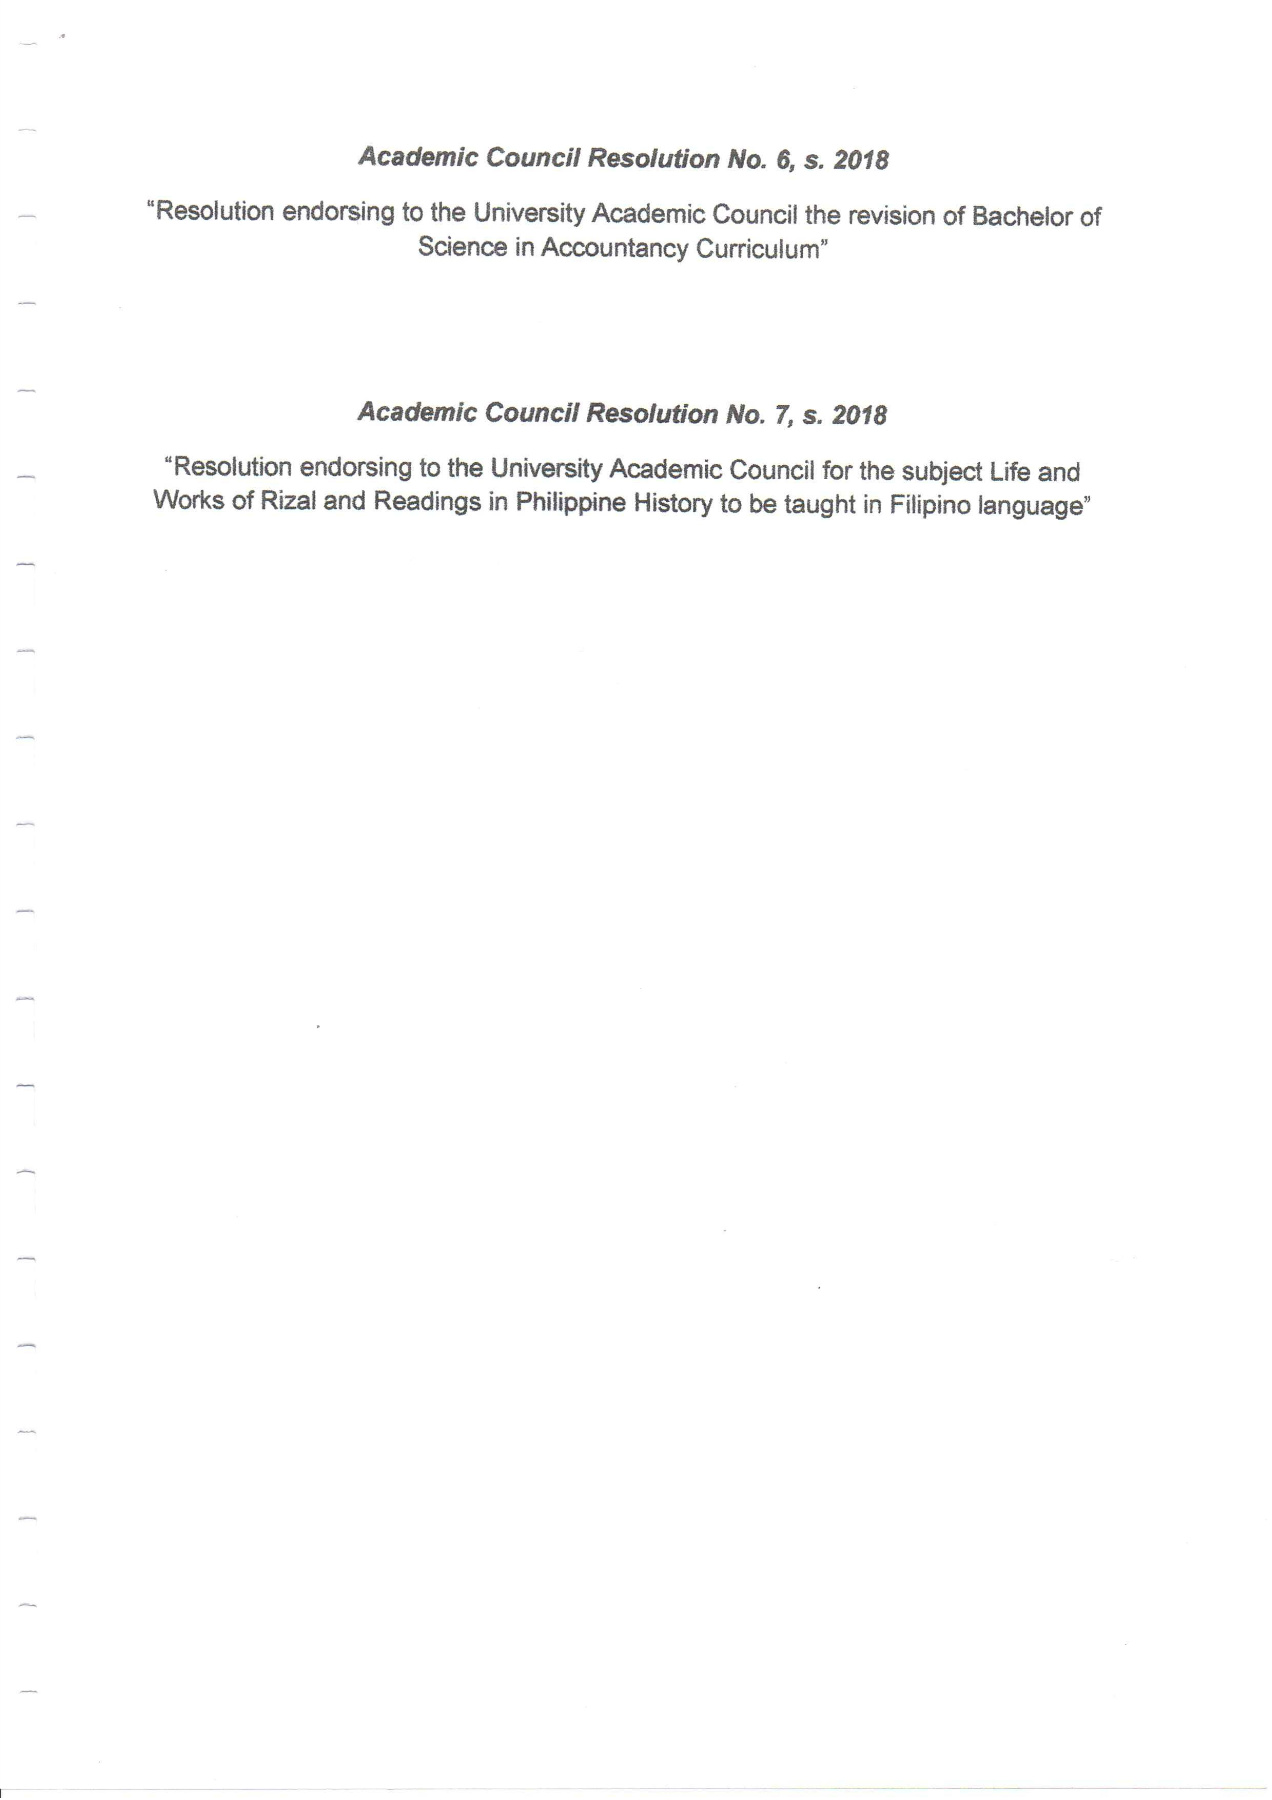 Academic Council Resolution No. 6, s. 2018
“Resolution endorsing to the University Academic Council the revision of Bachelor of
Science in Accountancy Curriculum”
Academic Council Resolution No. 7, s. 2018
“Resolution endorsing to the University Academic Council for the subject Life and
Works of Rizal and Readings in Philippine History to be taught in Filipino language”